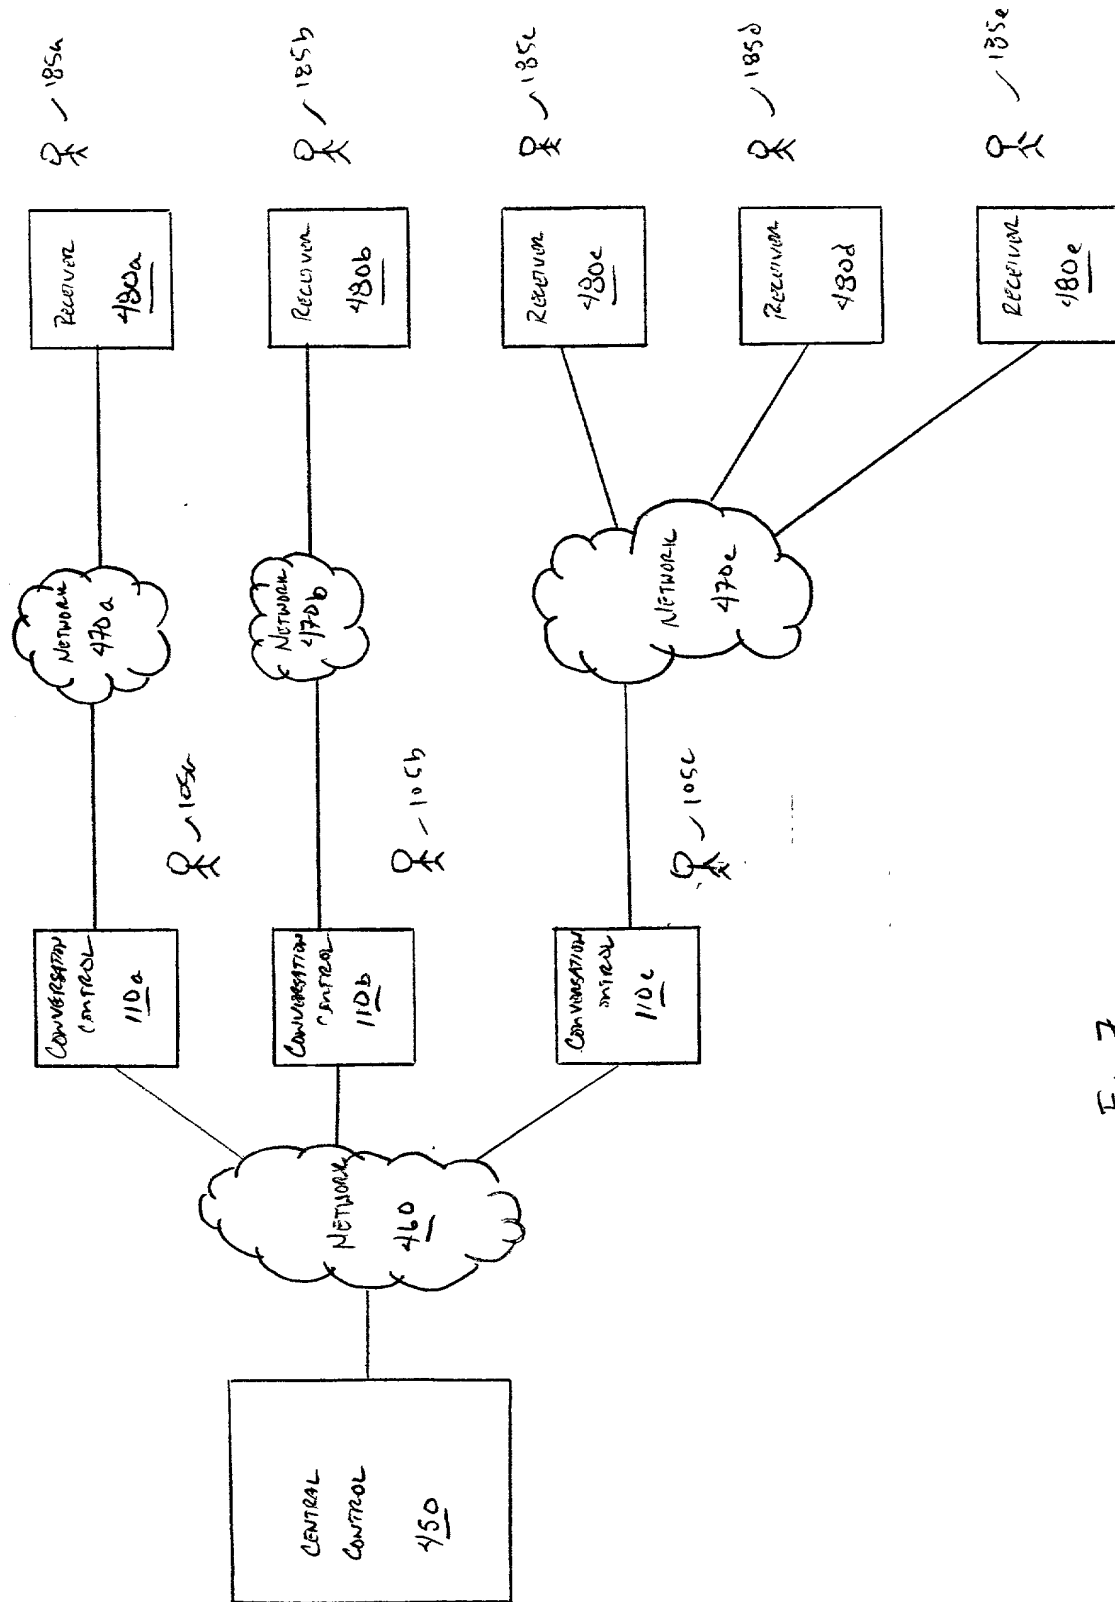 CENTRAL
CONTROL
450
NETWORK
460
CONVERSATION
CONTROL
110a
CONVERSATION
CONTROL
110b
CONVERSATION
ONTROL
110c
105a
105b
105c
NETWORK
470a
NETWORK
470b
NETWORK
470c
RECEIVER
480a
RECEIVER
480b
RECEIVER
480c
RECEIVER
480d
RECEIVER
480e
185a
185b
185c
185d
185e